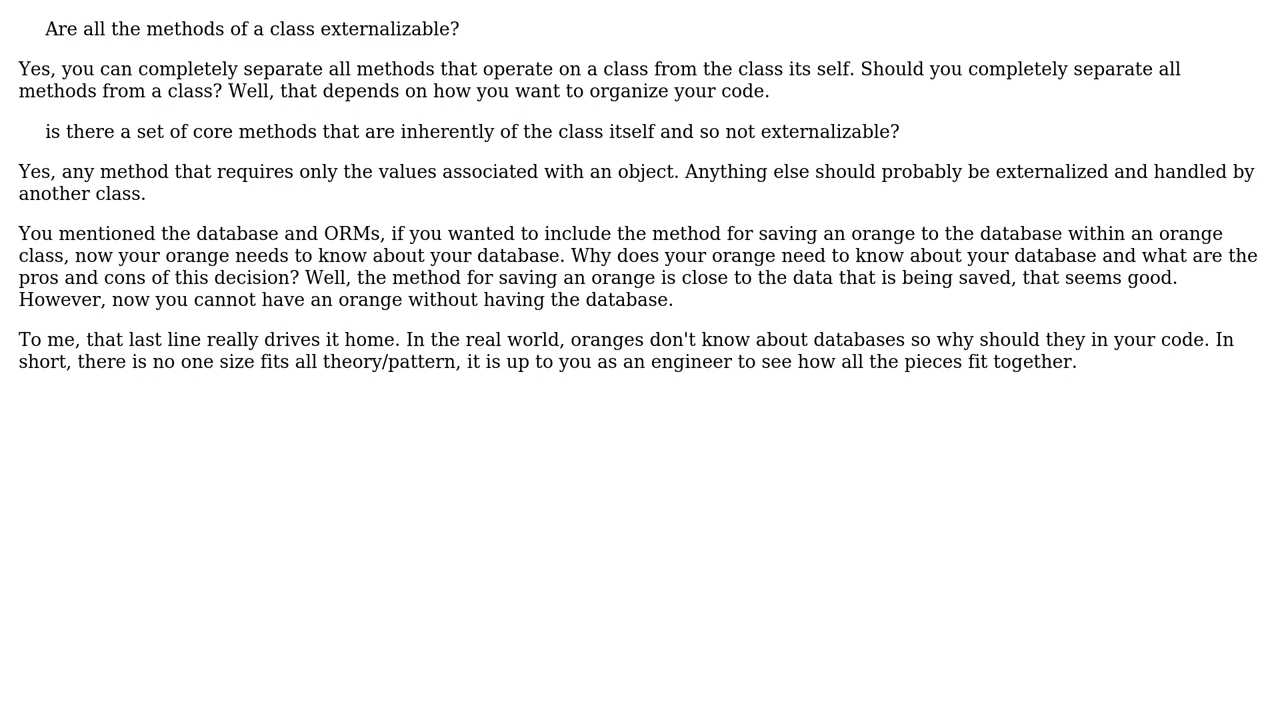 Are all the methods of a class externalizable?
Yes, you can completely separate all methods that operate on a class from the class its self. Should you completely separate all
methods from a class? Well, that depends on how you want to organize your code.
is there a set of core methods that are inherently of the class itself and so not externalizable?
Yes, any method that requires only the values associated with an object. Anything else should probably be externalized and handled by
another class.
You mentioned the database and ORMs, if you wanted to include the method for saving an orange to the database within an orange
class, now your orange needs to know about your database. Why does your orange need to know about your database and what are the
pros and cons of this decision? Well, the method for saving an orange is close to the data that is being saved, that seems good.
However, now you cannot have an orange without having the database.
To me, that last line really drives it home. In the real world, oranges don't know about databases so why should they in your code. In
short, there is no one size fits all theory/pattern, it is up to you as an engineer to see how all the pieces fit together.